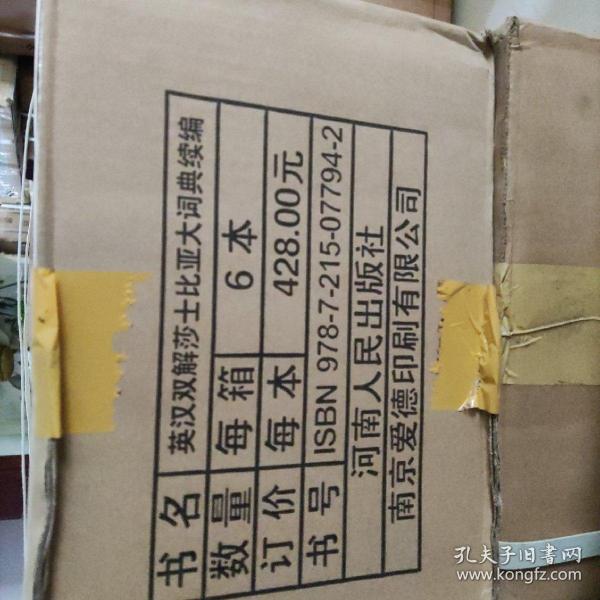 书名 英汉双解莎士比亚大词典续编
数量 每箱 6本
订价 每本 428.00元
书号 ISBN 978-7-215-07794-2
河南人民出版社
南京爱德印刷有限公司
孔夫子旧書网
www.kongfz.com